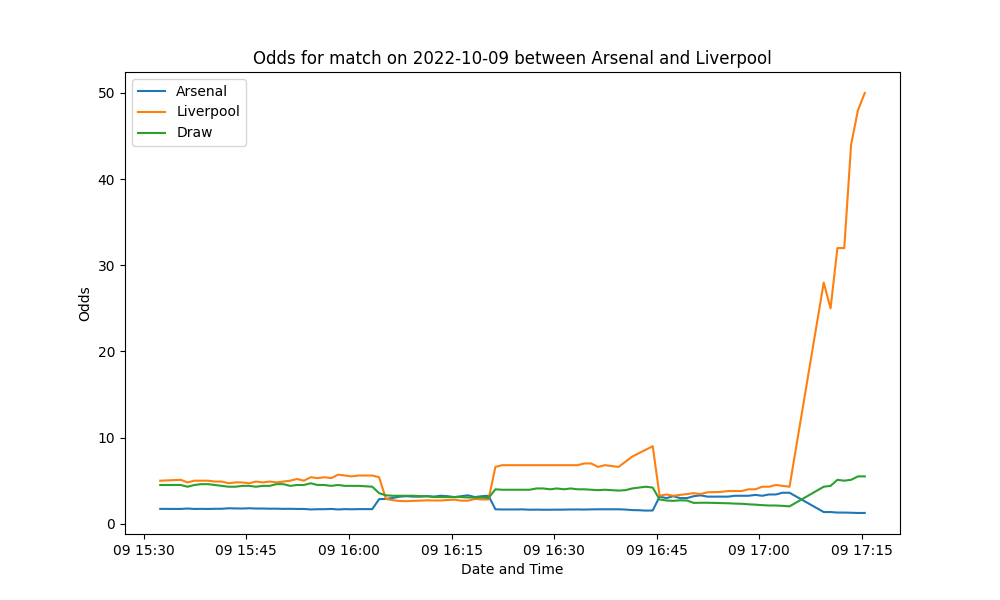 Odds for match on 2022-10-09 between Arsenal and Liverpool
Arsenal
Liverpool
Draw
50
40
30
20
10
0
Odds
09 15:30 09 15:45 09 16:00 09 16:15 09 16:30 09 16:45 09 17:00 09 17:15
Date and Time